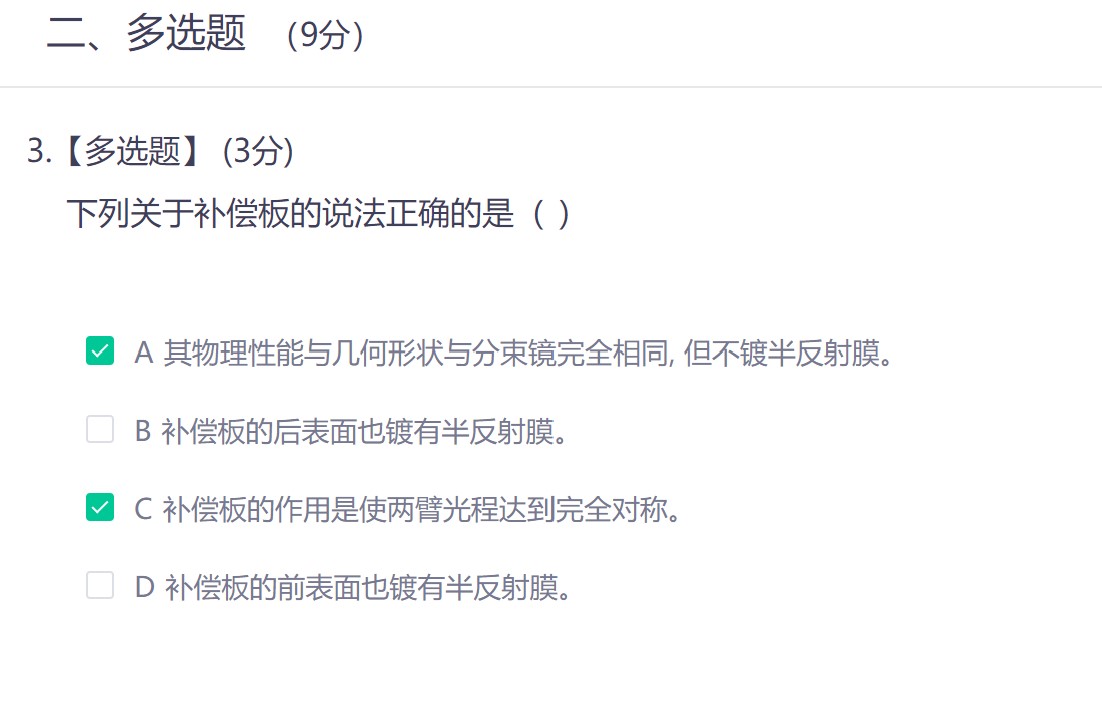 二、多选题 （9分）
3.【多选题】 (3分)
下列关于补偿板的说法正确的是（ ）
A 其物理性能与几何形状与分束镜完全相同, 但不镀半反射膜。
B 补偿板的后表面也镀有半反射膜。
C 补偿板的作用是使两臂光程达到完全对称。
D 补偿板的前表面也镀有半反射膜。